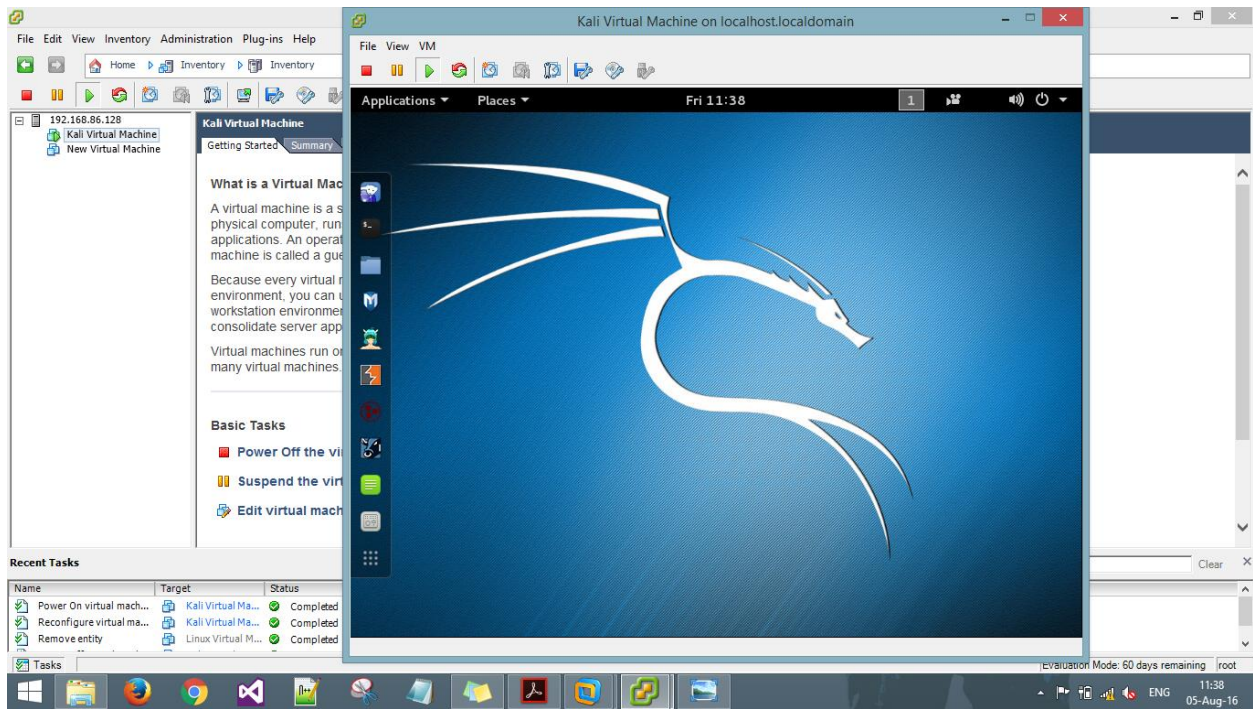 Kali Virtual Machine on localhost.localdomain
File Edit View Inventory Administration Plug-ins Help
File View VM
Home Inventory Inventory
Applications Places Fri 11:38 1
192.168.86.128
Kali Virtual Machine
New Virtual Machine
Kali Virtual Machine
Getting Started Summary
What is a Virtual Mac
A virtual machine is a s
physical computer, run
applications. An operat
machine is called a gue
Because every virtual
environment, you can
workstation environmer
consolidate server app
Virtual machines run or
many virtual machines.
Basic Tasks
Power Off the vi
Suspend the virt
Edit virtual mach
Recent Tasks
Clear
Name Target Status
Power On virtual mach... Kali Virtual Ma... Completed
Reconfigure virtual ma... Kali Virtual Ma... Completed
Remove entity Linux Virtual M... Completed
Tasks
Evaluation Mode: 60 days remaining root
ENG
11:38
05-Aug-16